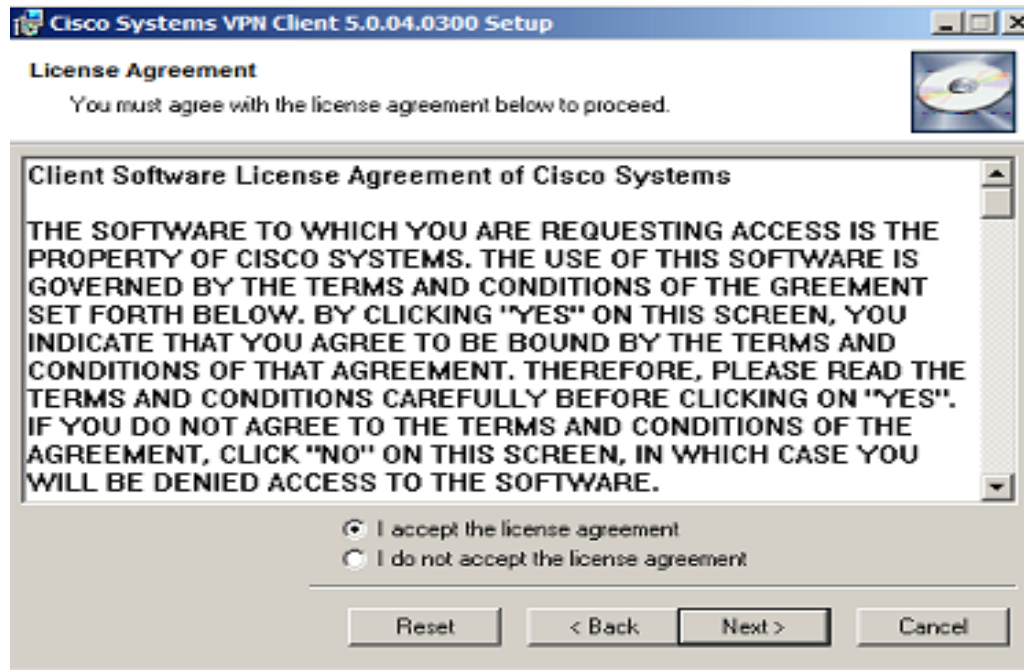 Cisco Systems VPN Client 5.0.04.0300 Setup
License Agreement
You must agree with the license agreement below to proceed.
Client Software License Agreement of Cisco Systems
THE SOFTWARE TO WHICH YOU ARE REQUESTING ACCESS IS THE
PROPERTY OF CISCO SYSTEMS. THE USE OF THIS SOFTWARE IS
GOVERNED BY THE TERMS AND CONDITIONS OF THE GREEMENT
SET FORTH BELOW. BY CLICKING "YES" ON THIS SCREEN, YOU
INDICATE THAT YOU AGREE TO BE BOUND BY THE TERMS AND
CONDITIONS OF THAT AGREEMENT. THEREFORE, PLEASE READ THE
TERMS AND CONDITIONS CAREFULLY BEFORE CLICKING ON "YES".
IF YOU DO NOT AGREE TO THE TERMS AND CONDITIONS OF THE
AGREEMENT, CLICK "NO" ON THIS SCREEN, IN WHICH CASE YOU
WILL BE DENIED ACCESS TO THE SOFTWARE.
I accept the license agreement
I do not accept the license agreement
Reset < Back Next > Cancel